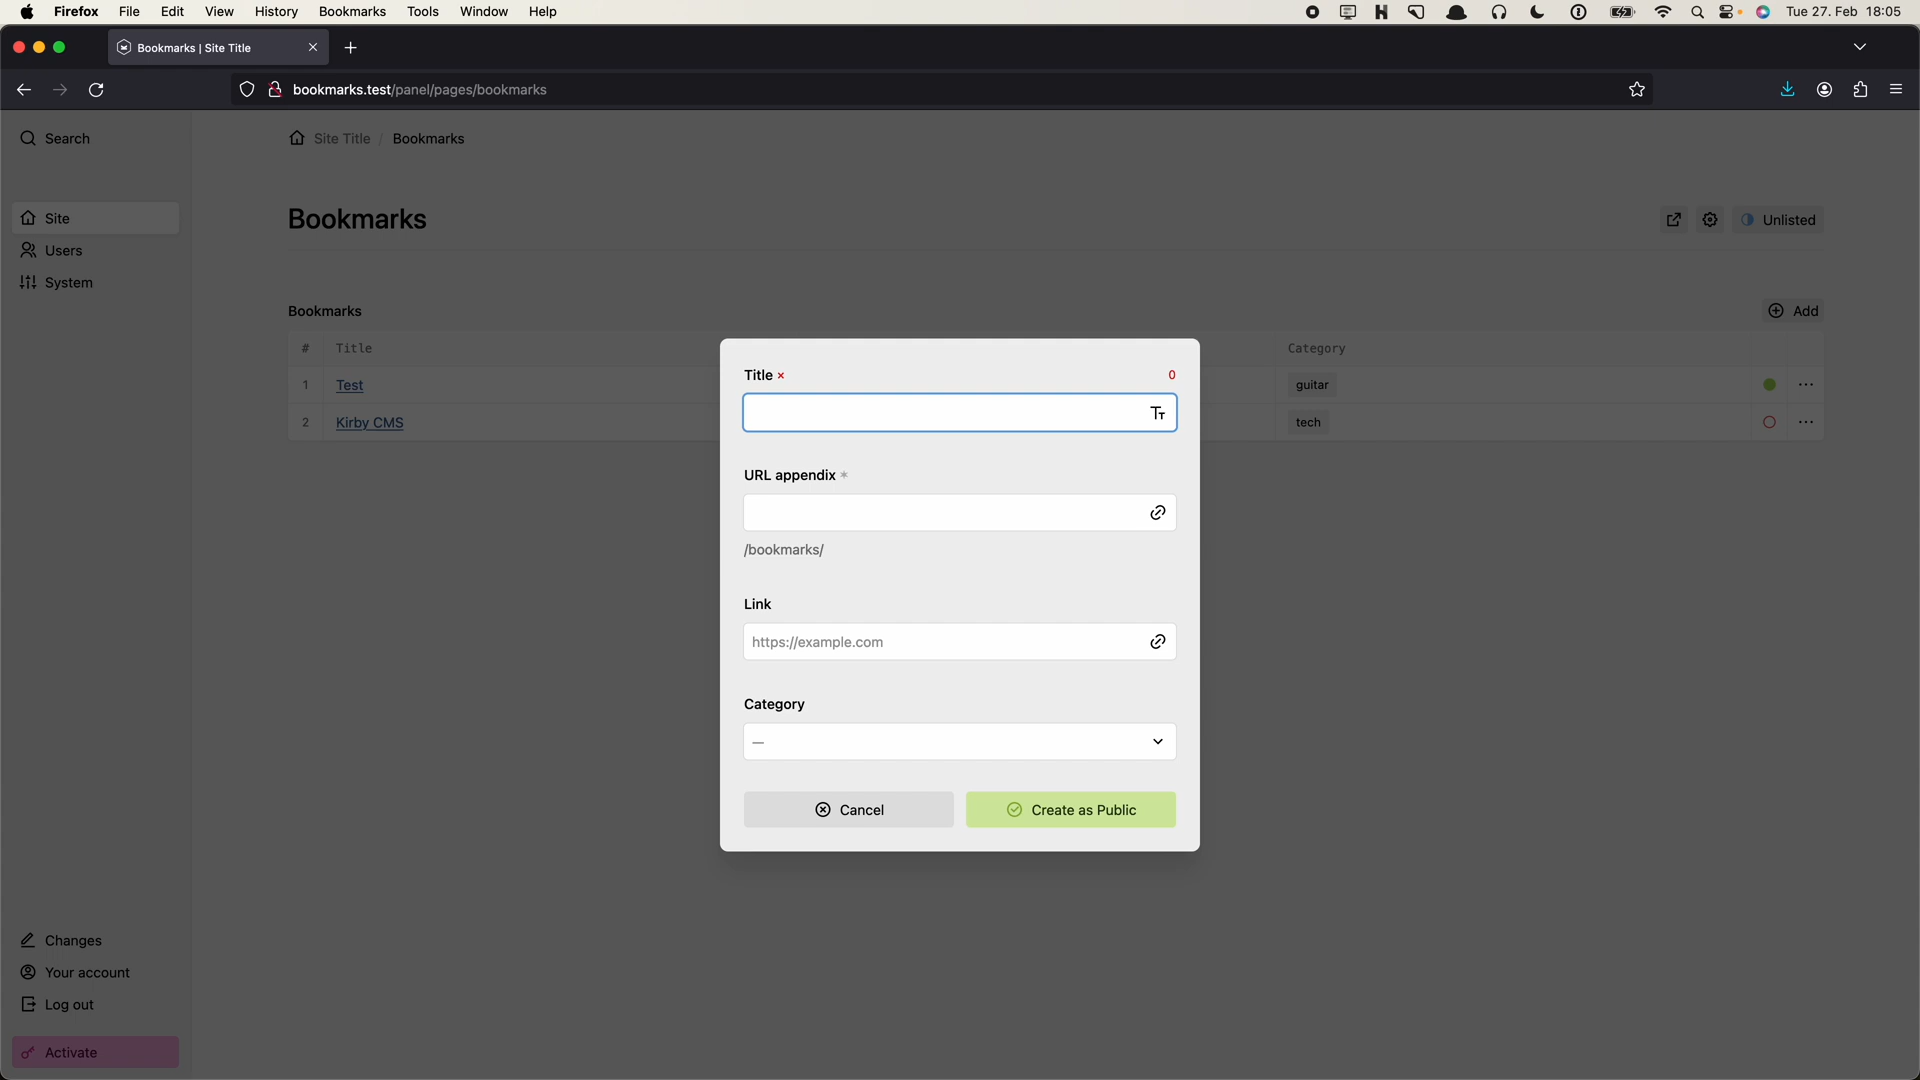 Firefox File Edit View History Bookmarks Tools Window Help Tue 27. Feb 18:05
Bookmarks | Site Title
bookmarks.test/panel/pages/bookmarks
Search
Site Title / Bookmarks
Site
Users
System
Bookmarks
Unlisted
Bookmarks
Add
# Title Category
1 Test guitar
2 Kirby CMS tech
Title × 0
URL appendix *
/bookmarks/
Link
https://example.com
Category
—
Cancel
Create as Public
Changes
Your account
Log out
Activate